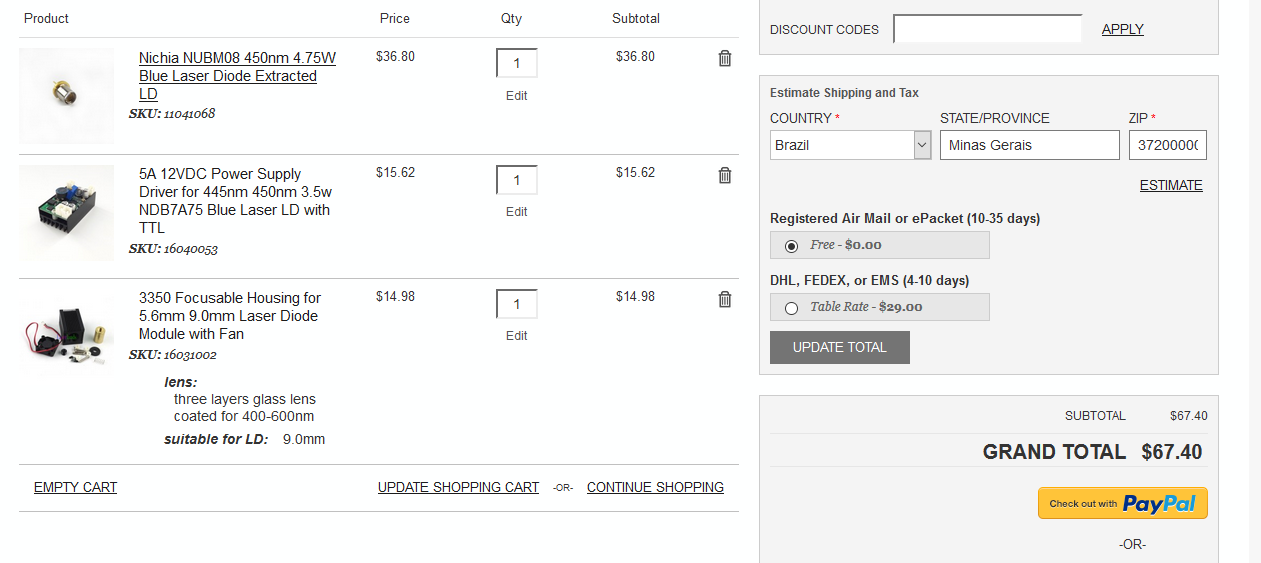 Product Price Qty Subtotal
Nichia NUBM08 450nm 4.75W
Blue Laser Diode Extracted
LD
SKU: 11041068
$36.80
1
Edit
$36.80
5A 12VDC Power Supply
Driver for 445nm 450nm 3.5w
NDB7A75 Blue Laser LD with
TTL
SKU: 16040053
$15.62
1
Edit
$15.62
3350 Focusable Housing for
5.6mm 9.0mm Laser Diode
Module with Fan
SKU: 16031002
lens:
three layers glass lens
coated for 400-600nm
suitable for LD: 9.0mm
$14.98
1
Edit
$14.98
EMPTY CART UPDATE SHOPPING CART -OR- CONTINUE SHOPPING
DISCOUNT CODES APPLY
Estimate Shipping and Tax
COUNTRY * STATE/PROVINCE ZIP *
Brazil Minas Gerais 37200000
ESTIMATE
Registered Air Mail or ePacket (10-35 days)
Free - $0.00
DHL, FEDEX, or EMS (4-10 days)
Table Rate - $29.00
UPDATE TOTAL
SUBTOTAL $67.40
GRAND TOTAL $67.40
Check out with PayPal
-OR-